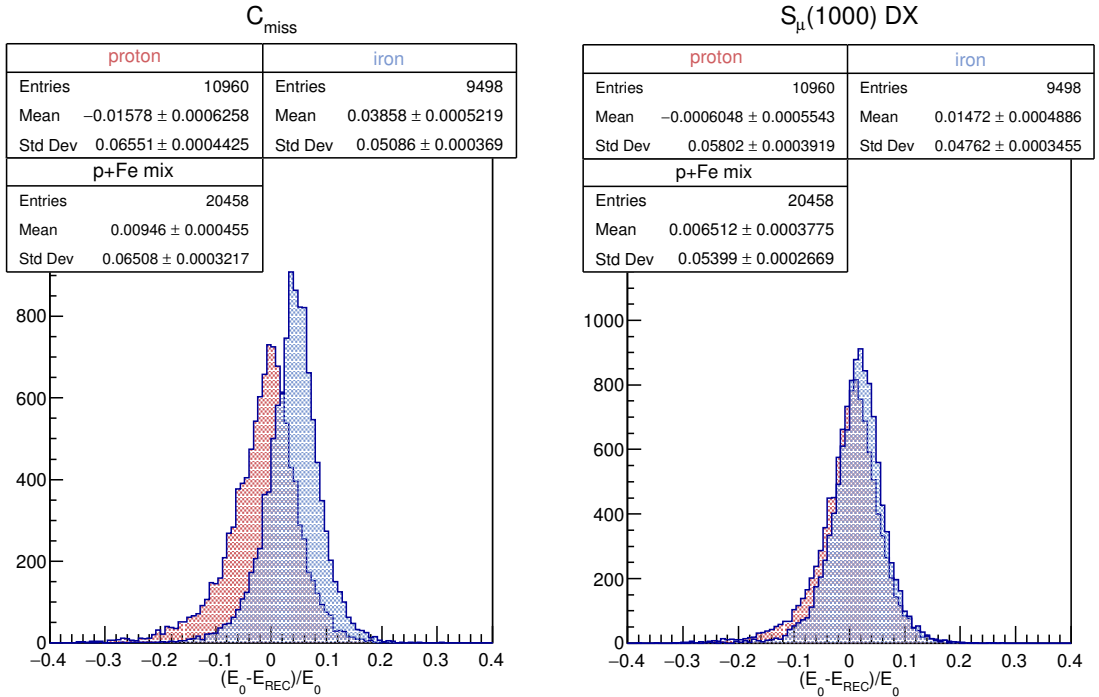 C_miss
proton iron
Entries 10960 Entries 9498
Mean −0.01578 ± 0.0006258 Mean 0.03858 ± 0.0005219
Std Dev 0.06551 ± 0.0004425 Std Dev 0.05086 ± 0.000369
p+Fe mix
Entries 20458
Mean 0.00946 ± 0.000455
Std Dev 0.06508 ± 0.0003217
800
600
400
200
0
−0.4 −0.3 −0.2 −0.1 0 0.1 0.2 0.3 0.4
(E_0-E_REC)/E_0
S_μ(1000) DX
proton iron
Entries 10960 Entries 9498
Mean −0.0006048 ± 0.0005543 Mean 0.01472 ± 0.0004886
Std Dev 0.05802 ± 0.0003919 Std Dev 0.04762 ± 0.0003455
p+Fe mix
Entries 20458
Mean 0.006512 ± 0.0003775
Std Dev 0.05399 ± 0.0002669
1000
800
600
400
200
0
−0.4 −0.3 −0.2 −0.1 0 0.1 0.2 0.3 0.4
(E_0-E_REC)/E_0